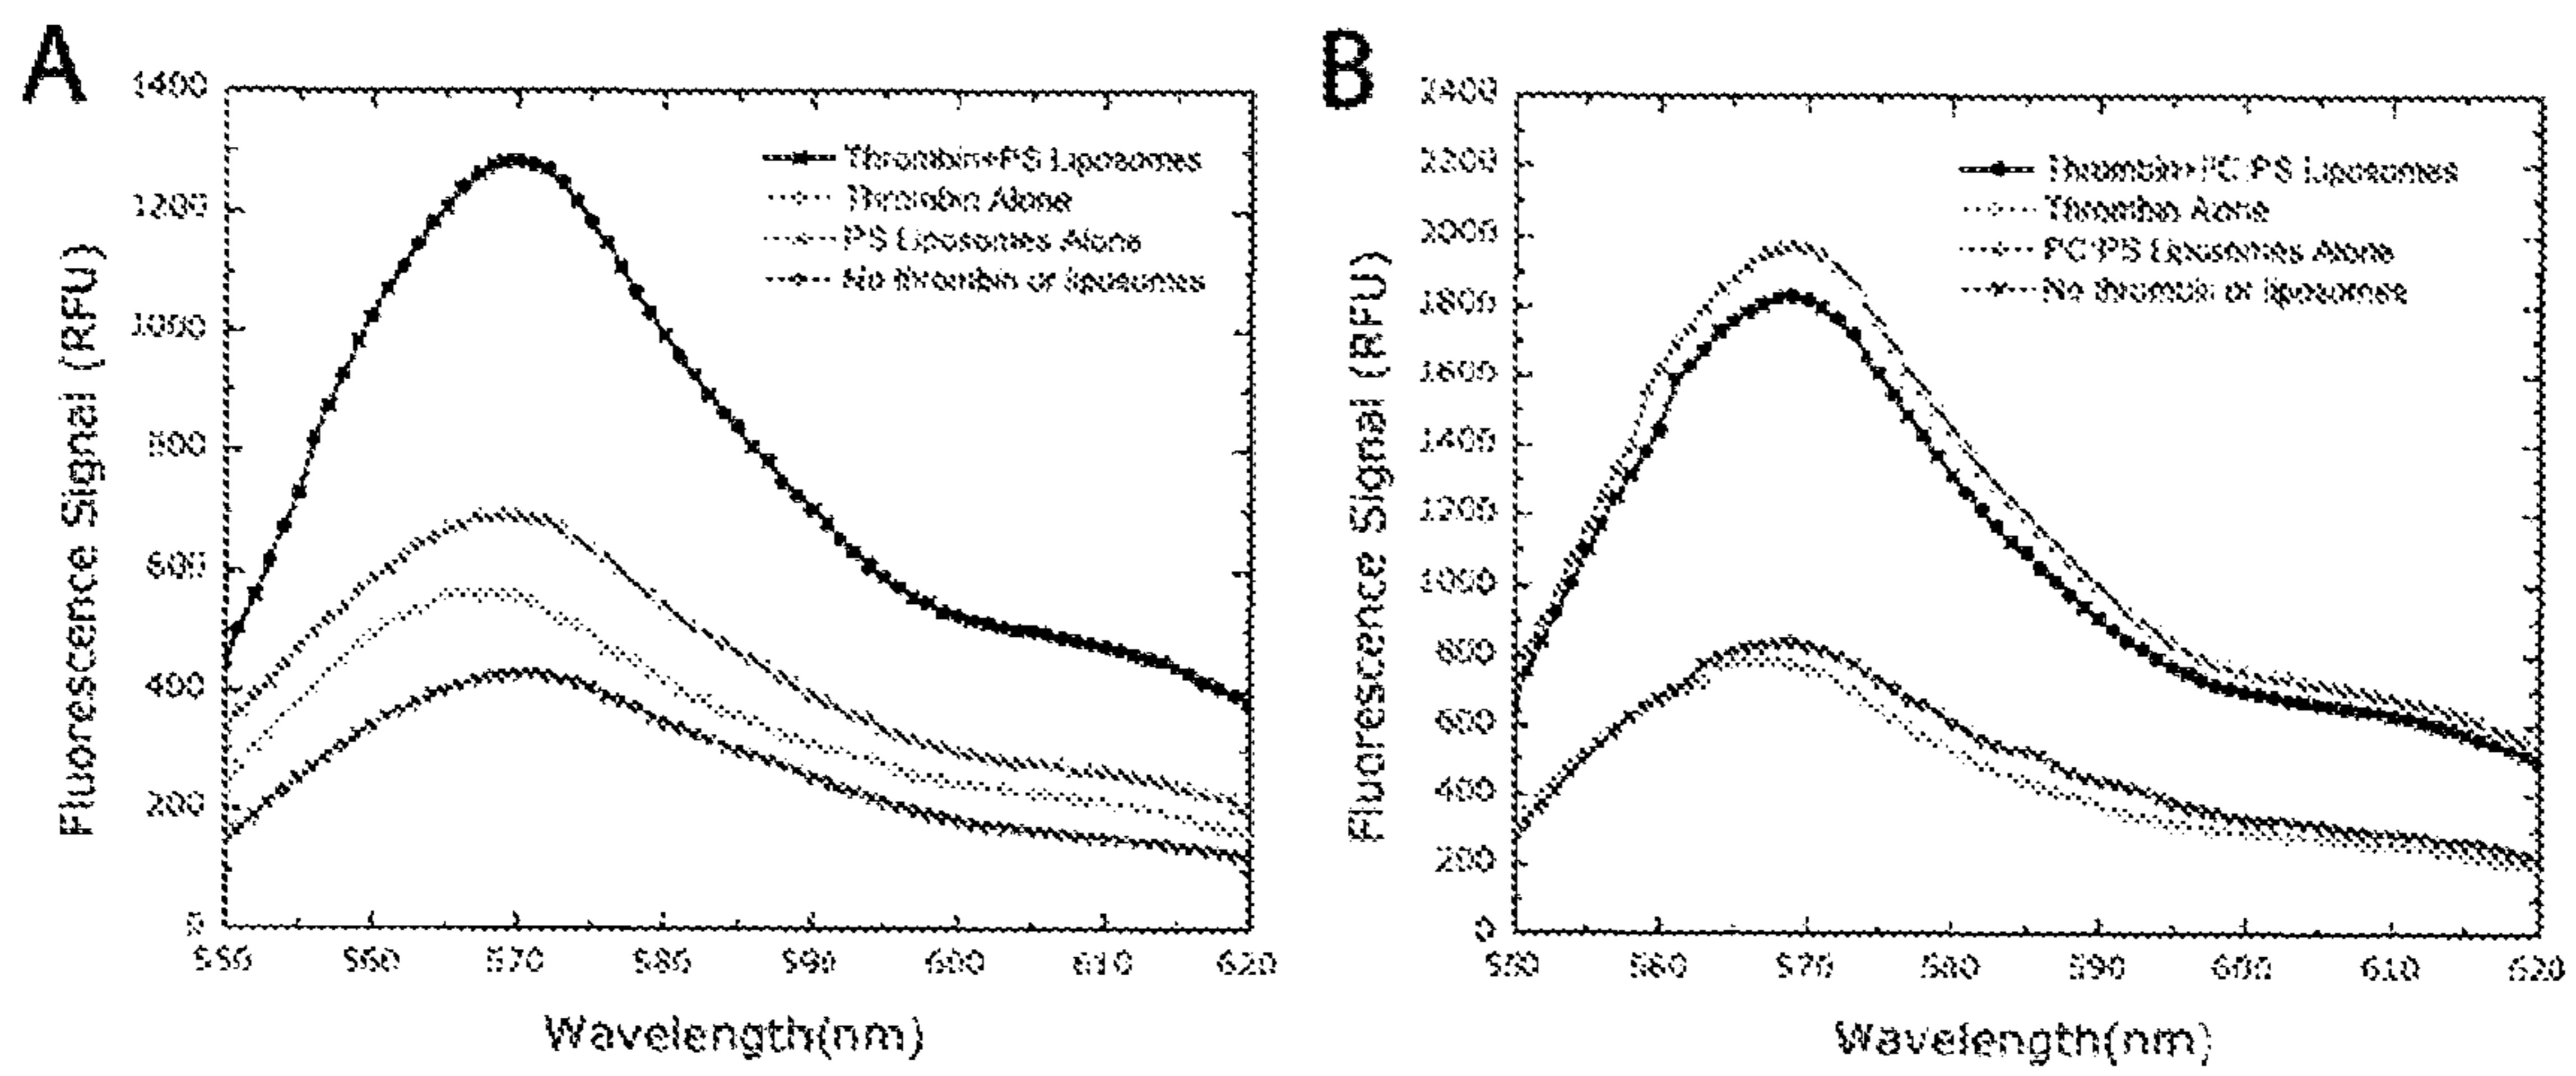 A
1400
1200
1000
800
600
400
200
0
Fluorescence Signal (RFU)
Thrombin+PS Liposomes
Thrombin Alone
PS Liposomes Alone
No thrombin or liposomes
550 560 570 580 590 600 610 620
Wavelength(nm)
B
2400
2200
2000
1800
1600
1400
1200
1000
800
600
400
200
0
Fluorescence Signal (RFU)
Thrombin+PC:PS Liposomes
Thrombin Alone
PC:PS Liposomes Alone
No thrombin or liposomes
550 560 570 580 590 600 610 620
Wavelength(nm)